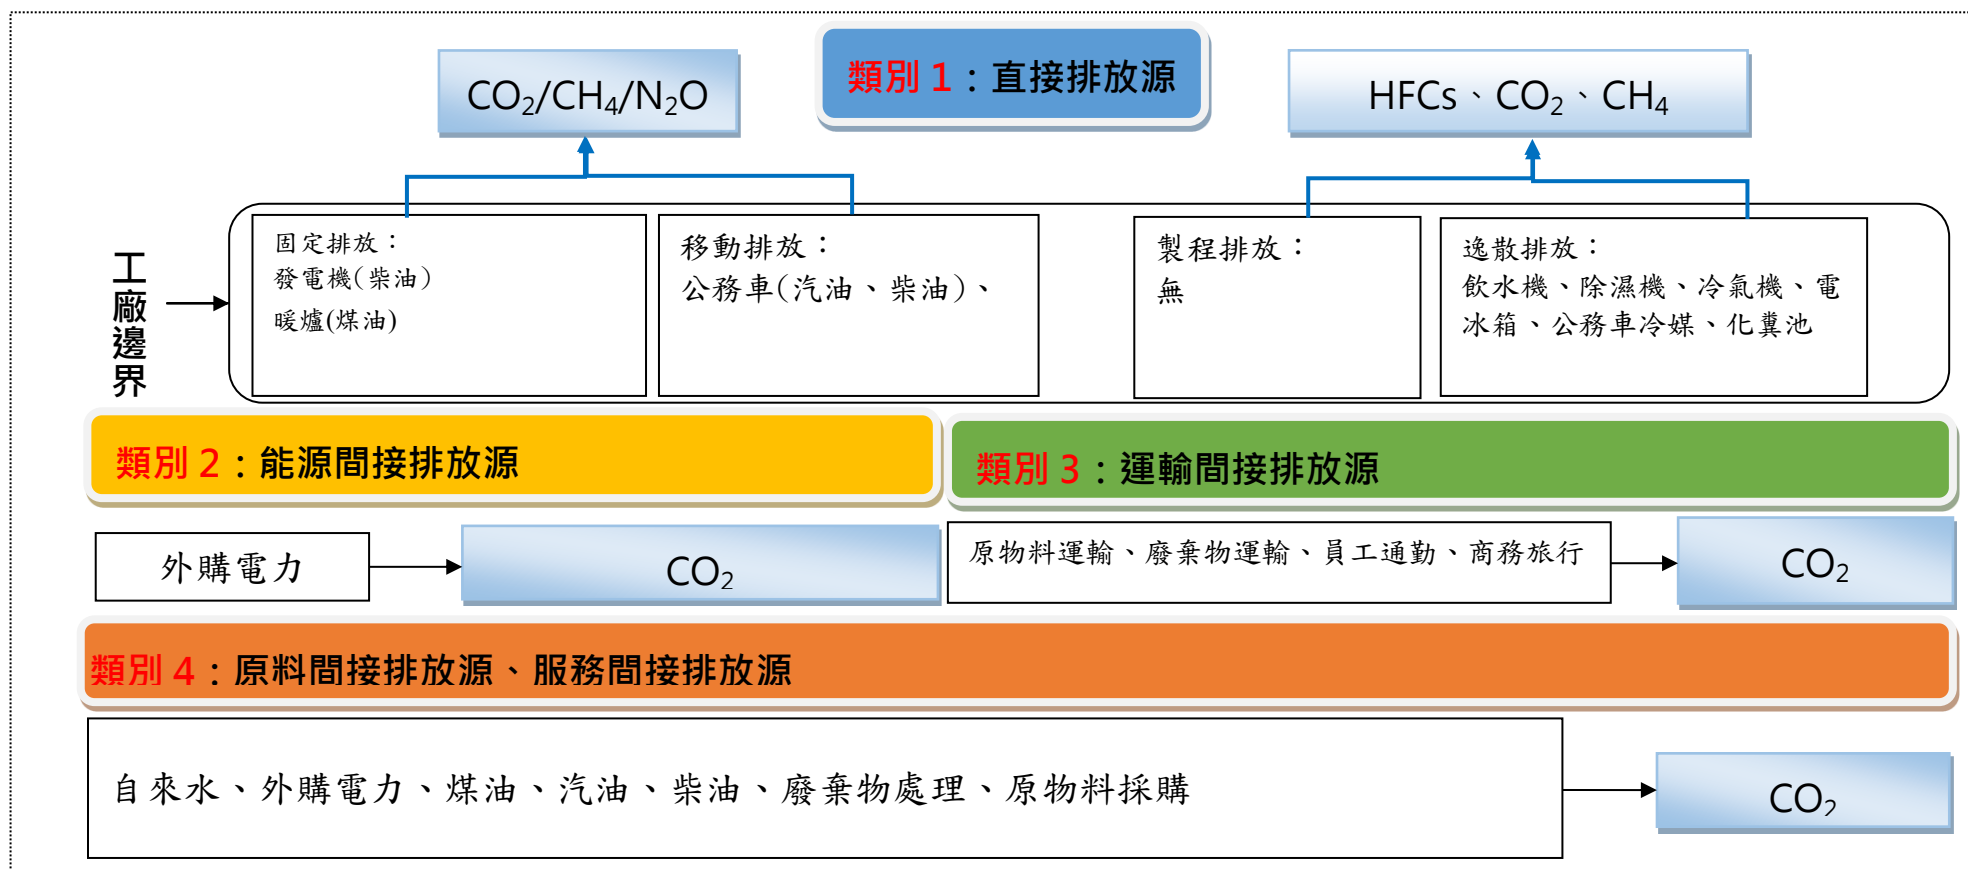 類別 1：直接排放源
CO₂/CH₄/N₂O
HFCs、CO₂、CH₄
工廠邊界
固定排放：
發電機(柴油)
暖爐(煤油)
移動排放：
公務車(汽油、柴油)、
製程排放：
無
逸散排放：
飲水機、除濕機、冷氣機、電
冰箱、公務車冷媒、化糞池
類別 2：能源間接排放源
類別 3：運輸間接排放源
外購電力
CO₂
原物料運輸、廢棄物運輸、員工通勤、商務旅行
CO₂
類別 4：原料間接排放源、服務間接排放源
自來水、外購電力、煤油、汽油、柴油、廢棄物處理、原物料採購
CO₂